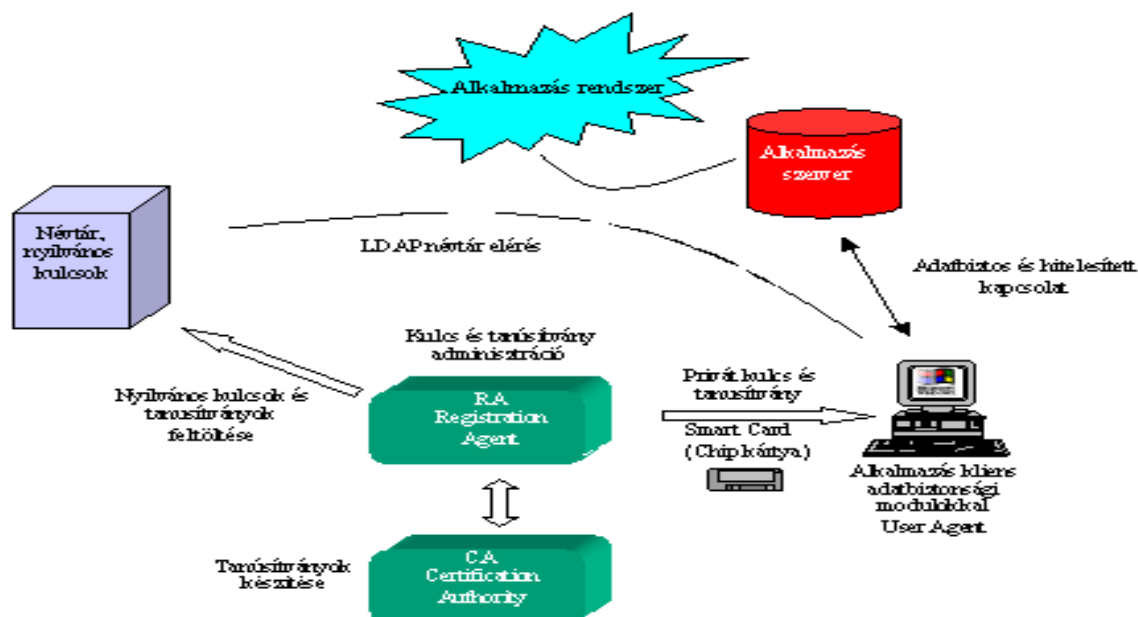 Alkalmazás rendszer
Alkalmazás
szerver
Névtár,
nyilvános
kulcsok
LDAP névtár elérés
Adatbiztos és hitelesített
kapcsolat
Kulcs és tanúsítvány
adminisztráció
Nyilvános kulcsok és
tanusítványok
feltöltése
RA
Registration
Agent
Privát kulcs és
tanusítvány
Smart Card
(Chip kártya)
Alkalmazás kliens
adatbiztonsági
modulokkal
User Agent
Tanúsítványok
készítése
CA
Certification
Authority